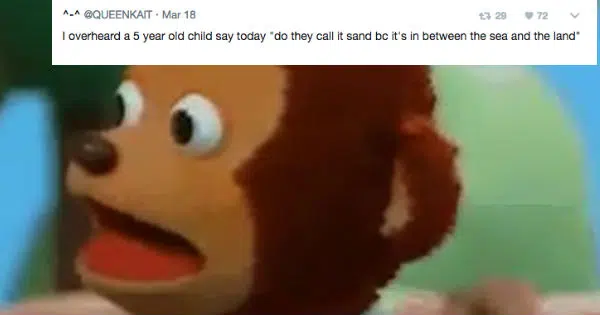 ^-^ @QUEENKAIT · Mar 18 29 72
I overheard a 5 year old child say today "do they call it sand bc it's in between the sea and the land"